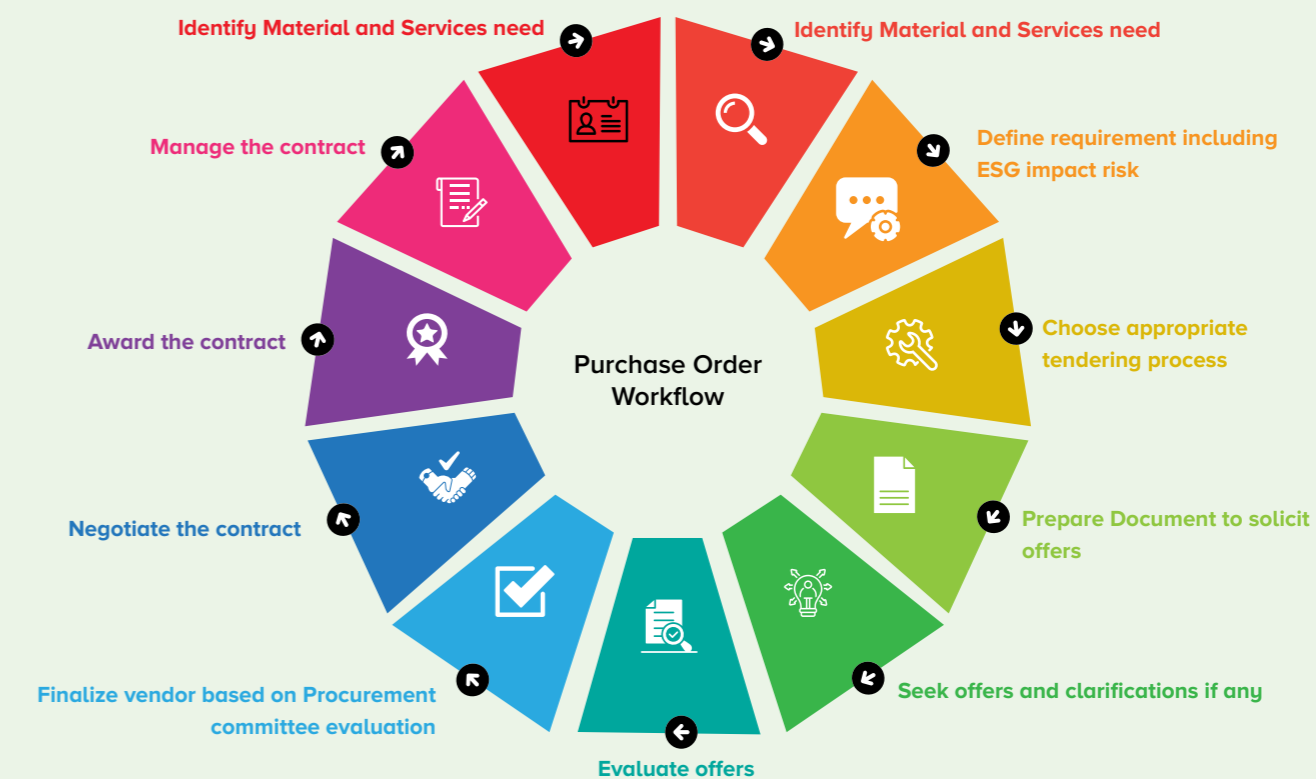 Identify Material and Services need
Identify Material and Services need
Define requirement including
ESG impact risk
Choose appropriate
tendering process
Prepare Document to solicit
offers
Seek offers and clarifications if any
Evaluate offers
Finalize vendor based on Procurement
committee evaluation
Negotiate the contract
Award the contract
Manage the contract
Purchase Order
Workflow